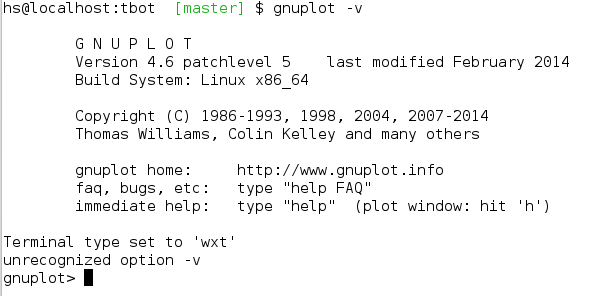 hs@localhost:tbot  [master] $ gnuplot -v
G N U P L O T
Version 4.6 patchlevel 5    last modified February 2014
Build System: Linux x86_64
Copyright (C) 1986-1993, 1998, 2004, 2007-2014
Thomas Williams, Colin Kelley and many others
gnuplot home:     http://www.gnuplot.info
faq, bugs, etc:   type "help FAQ"
immediate help:   type "help"  (plot window: hit 'h')
Terminal type set to 'wxt'
unrecognized option -v
gnuplot>